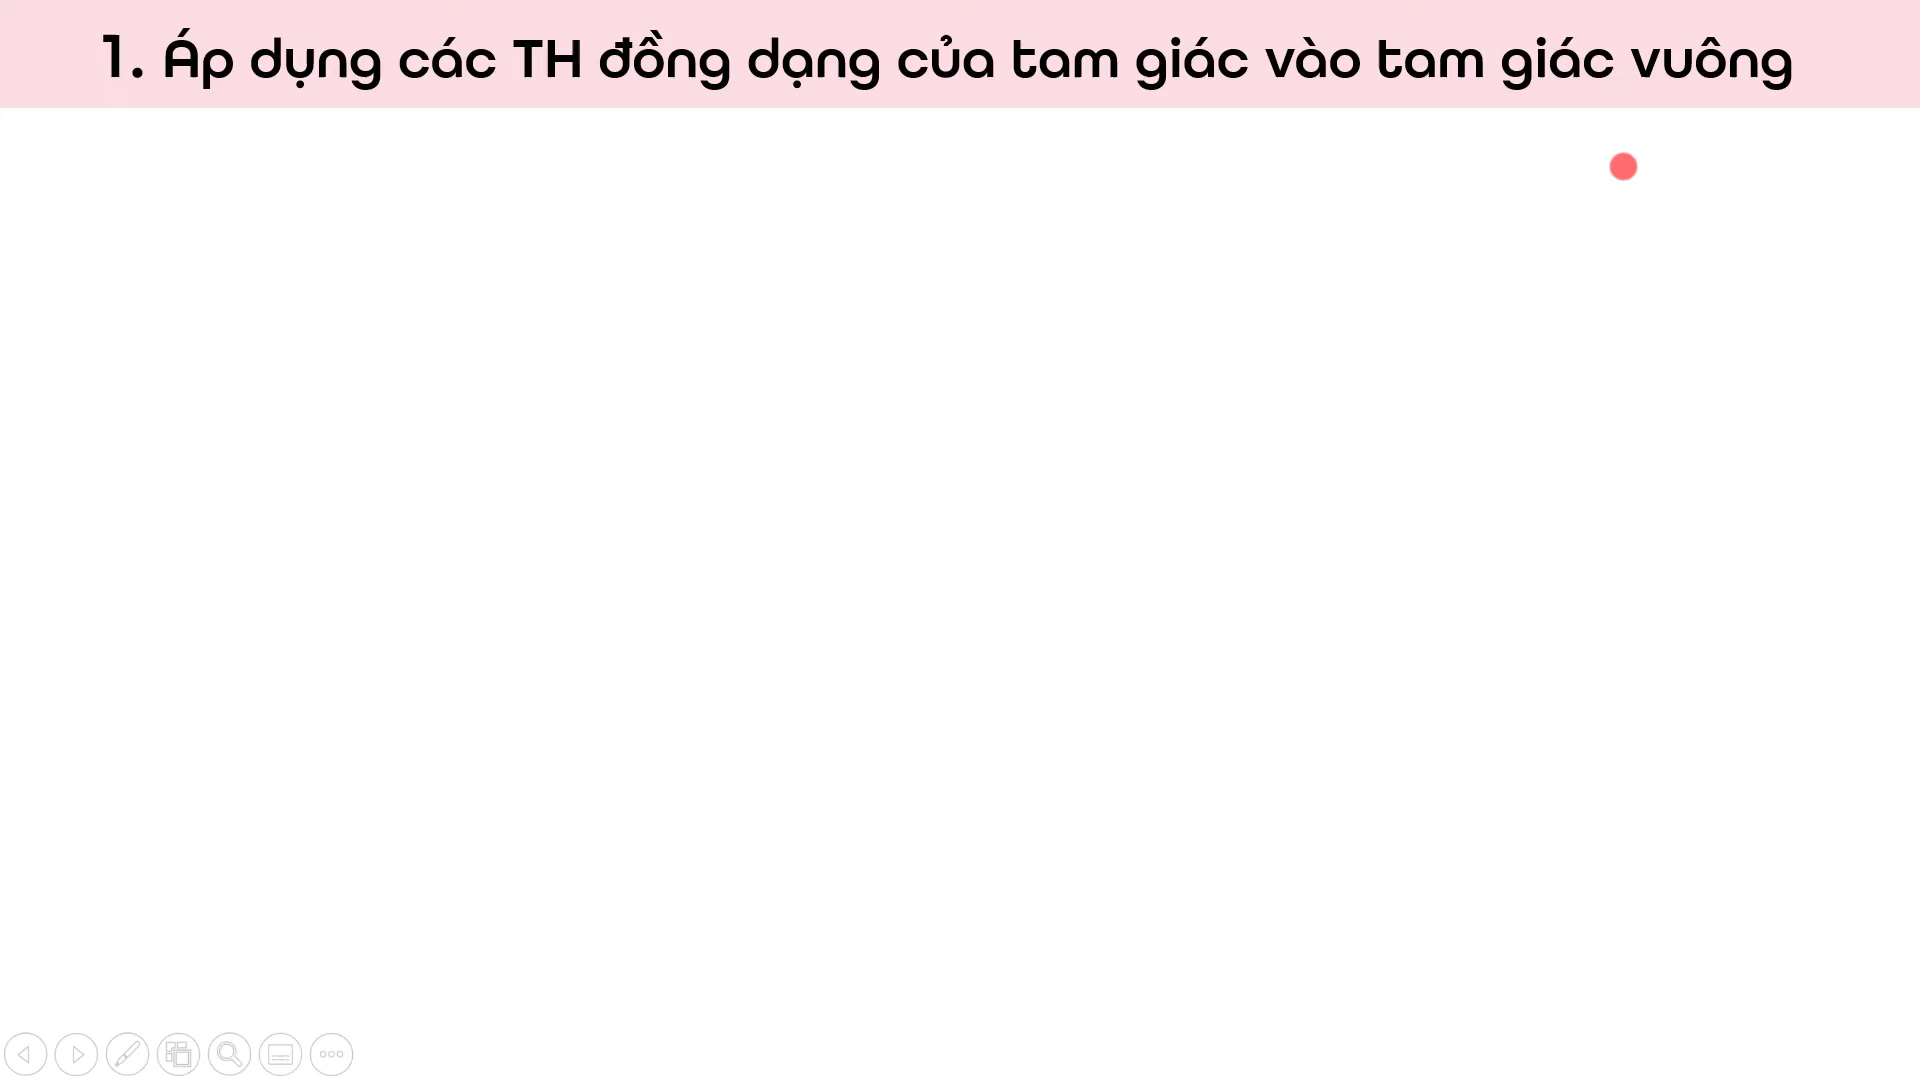 1. Áp dụng các TH đồng dạng của tam giác vào tam giác vuông